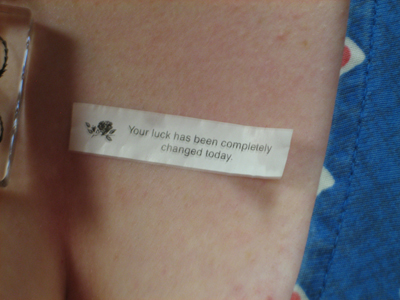 Your luck has been completely
changed today.